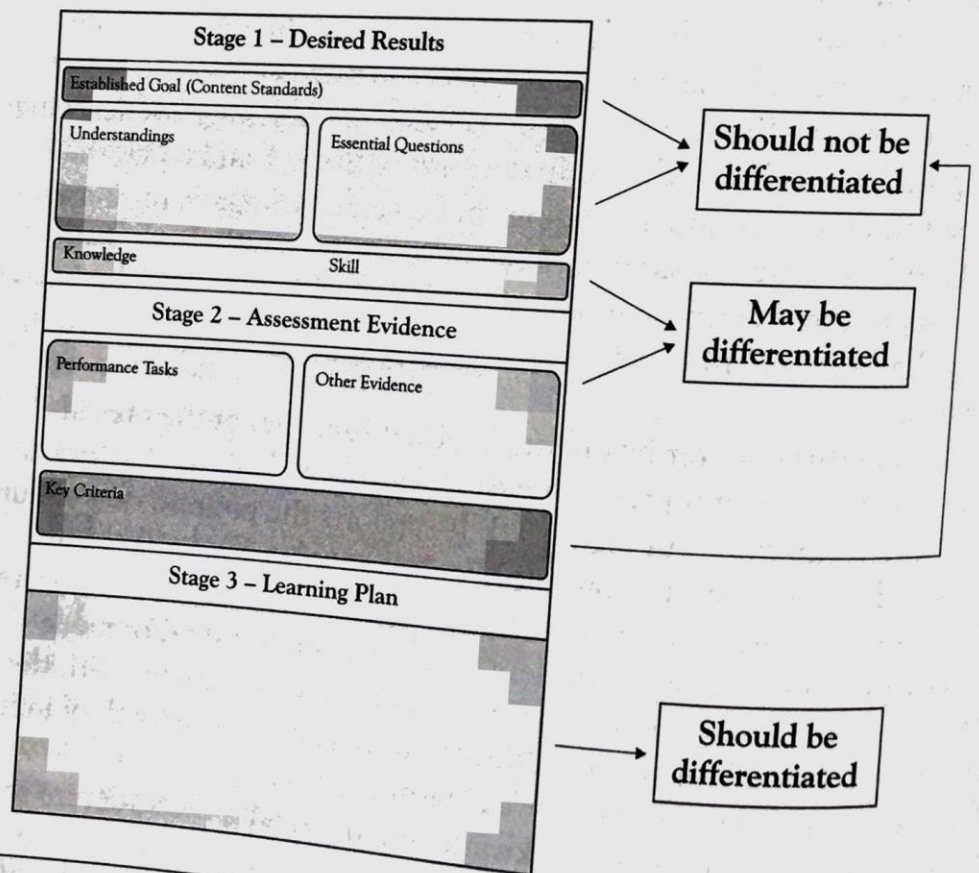 Stage 1 – Desired Results
Established Goal (Content Standards)
Understandings
Essential Questions
Knowledge
Skill
Stage 2 – Assessment Evidence
Performance Tasks
Other Evidence
Key Criteria
Stage 3 – Learning Plan
Should not be
differentiated
May be
differentiated
Should be
differentiated